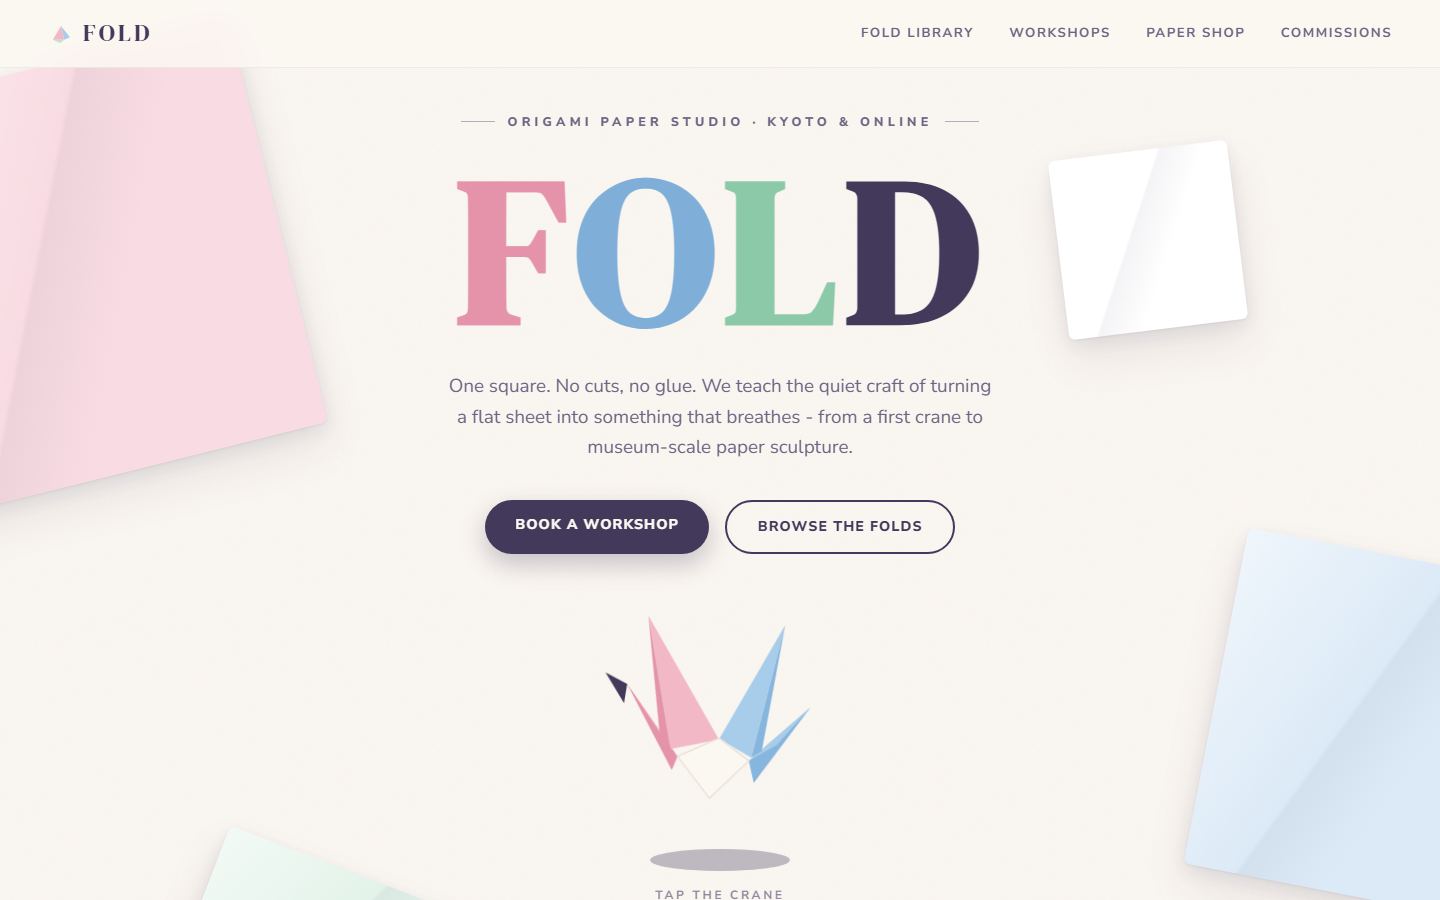 FOLD
FOLD LIBRARY
WORKSHOPS
PAPER SHOP
COMMISSIONS
ORIGAMI PAPER STUDIO · KYOTO & ONLINE
FOLD
One square. No cuts, no glue. We teach the quiet craft of turning
a flat sheet into something that breathes - from a first crane to
museum-scale paper sculpture.
BOOK A WORKSHOP
BROWSE THE FOLDS
TAP THE CRANE